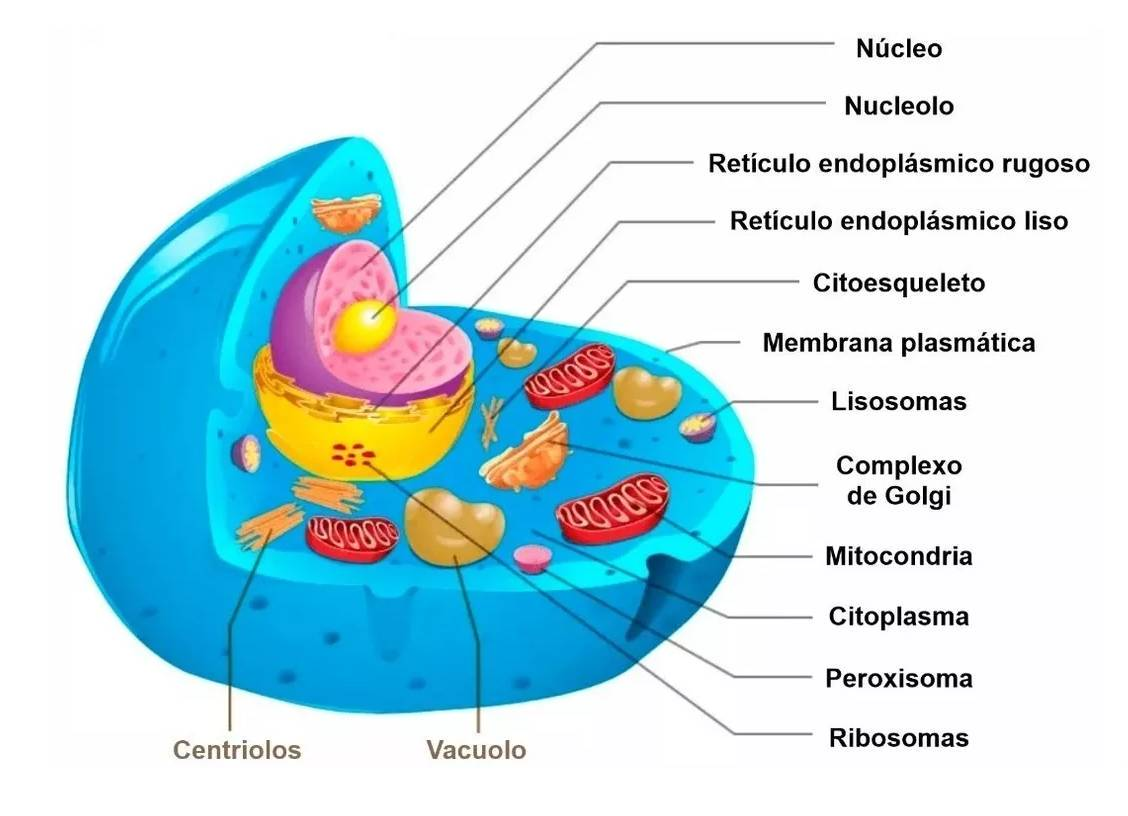 Núcleo
Nucleolo
Retículo endoplásmico rugoso
Retículo endoplásmico liso
Citoesqueleto
Membrana plasmática
Lisosomas
Complexo
de Golgi
Mitocondria
Citoplasma
Peroxisoma
Ribosomas
Centriolos
Vacuolo